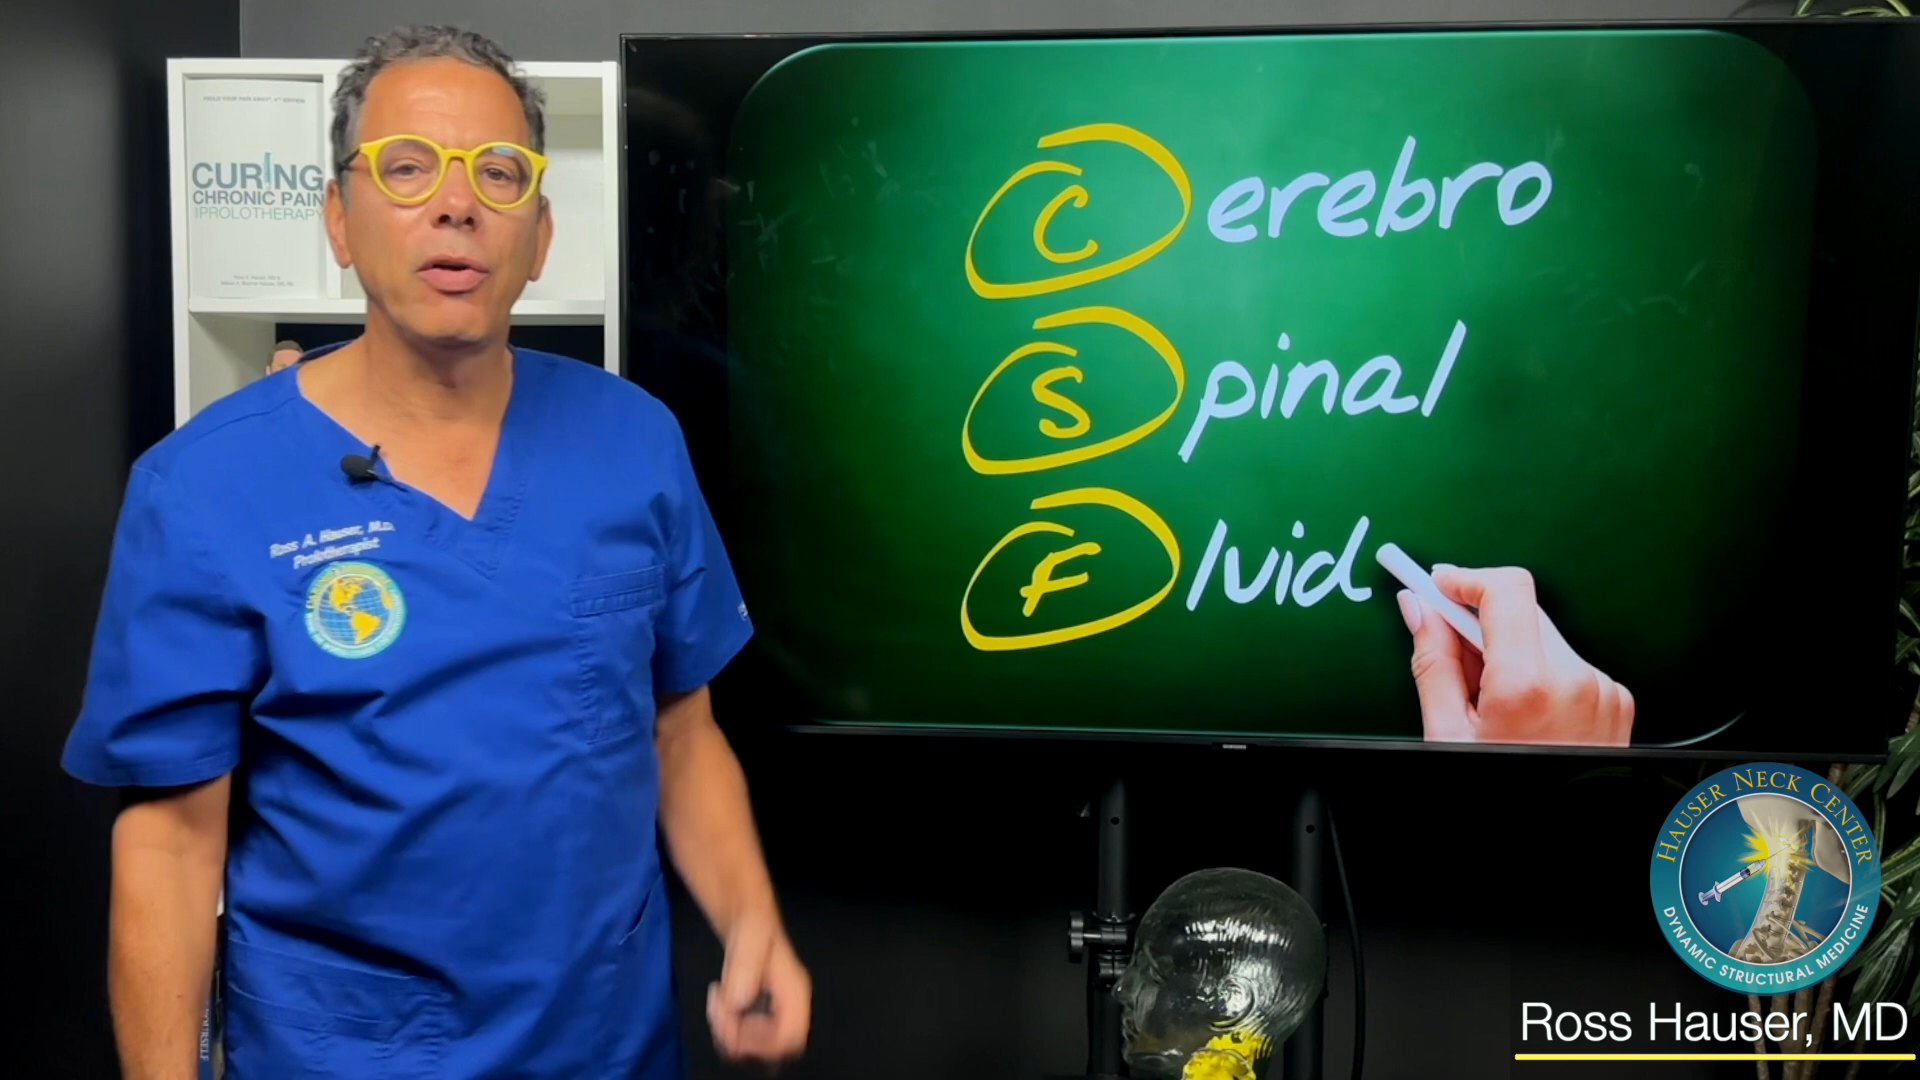 CURING
CHRONIC PAIN
PROLOTHERAPY
Ross A. Hauser, M.D.
Prolotherapist
Cerebro
Spinal
Fluid
SAMSUNG
HAUSER NECK CENTER
DYNAMIC STRUCTURAL MEDICINE
Ross Hauser, MD